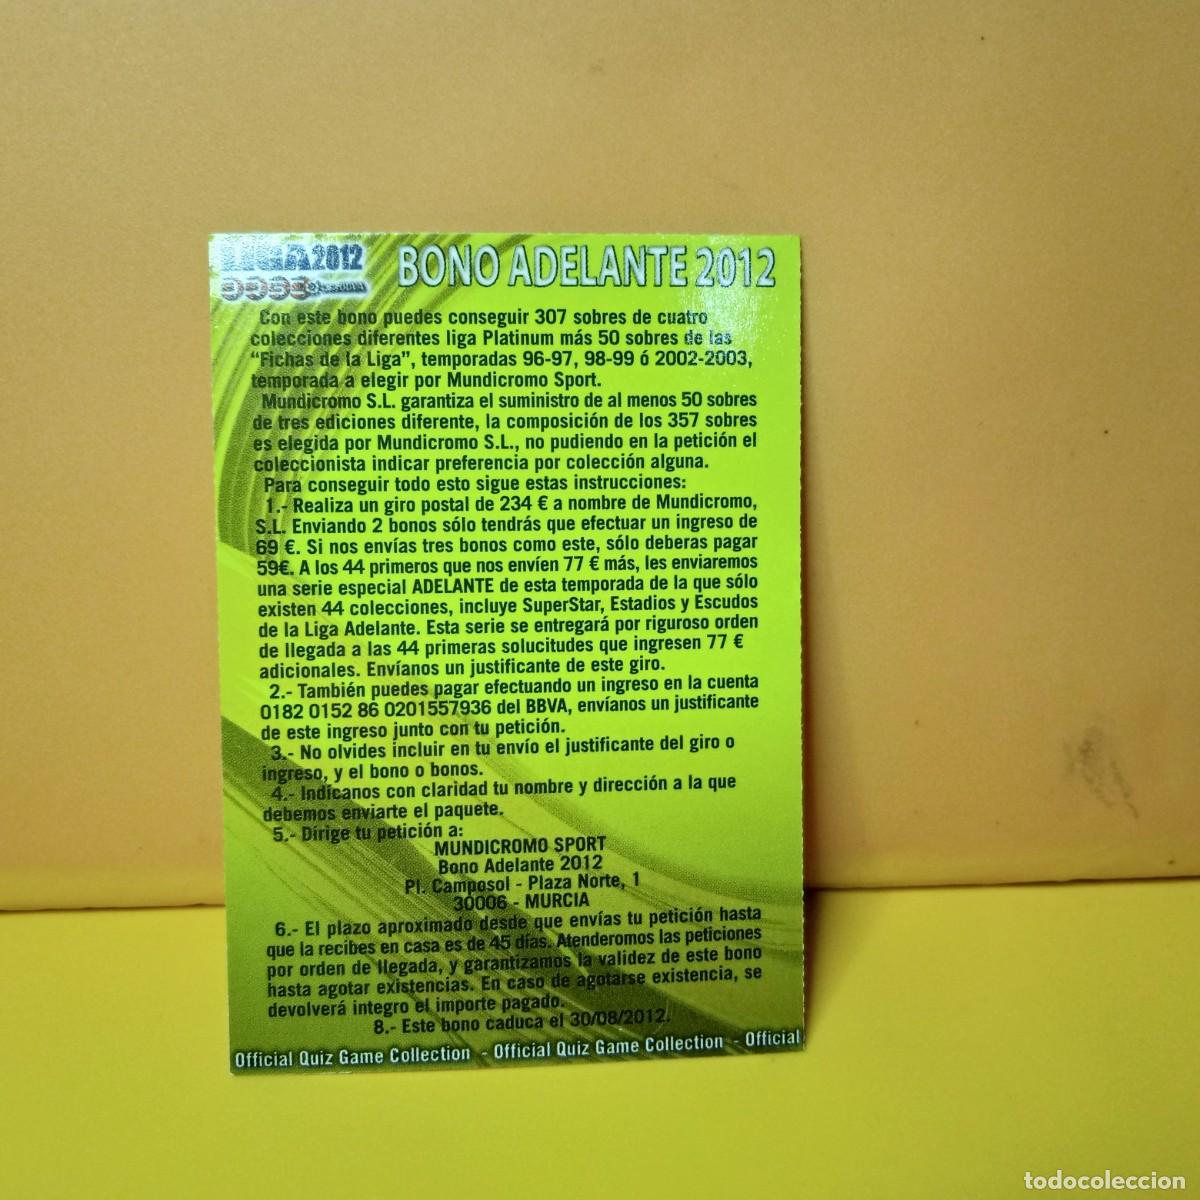 LIGA 2012
BONO ADELANTE 2012
Con este bono puedes conseguir 307 sobres de cuatro
colecciones diferentes liga Platinum más 50 sobres de las
“Fichas de la Liga”, temporadas 96-97, 98-99 ó 2002-2003,
temporada a elegir por Mundicromo Sport.
Mundicromo S.L. garantiza el suministro de al menos 50 sobres
de tres ediciones diferente, la composición de los 357 sobres
es elegida por Mundicromo S.L., no pudiendo en la petición el
coleccionista indicar preferencia por colección alguna.
Para conseguir todo esto sigue estas instrucciones:
1.- Realiza un giro postal de 234 € a nombre de Mundicromo,
S.L. Enviando 2 bonos sólo tendrás que efectuar un ingreso de
69 €. Si nos envías tres bonos como este, sólo deberas pagar
59€. A los 44 primeros que nos envíen 77 € más, les enviaremos
una serie especial ADELANTE de esta temporada de la que sólo
existen 44 colecciones, incluye SuperStar, Estadios y Escudos
de la Liga Adelante. Esta serie se entregará por riguroso orden
de llegada a las 44 primeras solucitudes que ingresen 77 €
adicionales. Envíanos un justificante de este giro.
2.- También puedes pagar efectuando un ingreso en la cuenta
0182 0152 86 0201557936 del BBVA, envíanos un justificante
de este ingreso junto con tu petición.
3.- No olvides incluir en tu envío el justificante del giro o
ingreso, y el bono o bonos.
4.- Indícanos con claridad tu nombre y dirección a la que
debemos enviarte el paquete.
5.- Dirige tu petición a:
MUNDICROMO SPORT
Bono Adelante 2012
Pl. Camposol - Plaza Norte, 1
30006 - MURCIA
6.- El plazo aproximado desde que envías tu petición hasta
que la recibes en casa es de 45 días. Atenderomos las peticiones
por orden de llegada, y garantizamos la validez de este bono
hasta agotar existencias. En caso de agotarse existencia, se
devolverá integro el importe pagado.
8.- Este bono caduca el 30/08/2012.
Official Quiz Game Collection - Official Quiz Game Collection - Official
todocoleccion